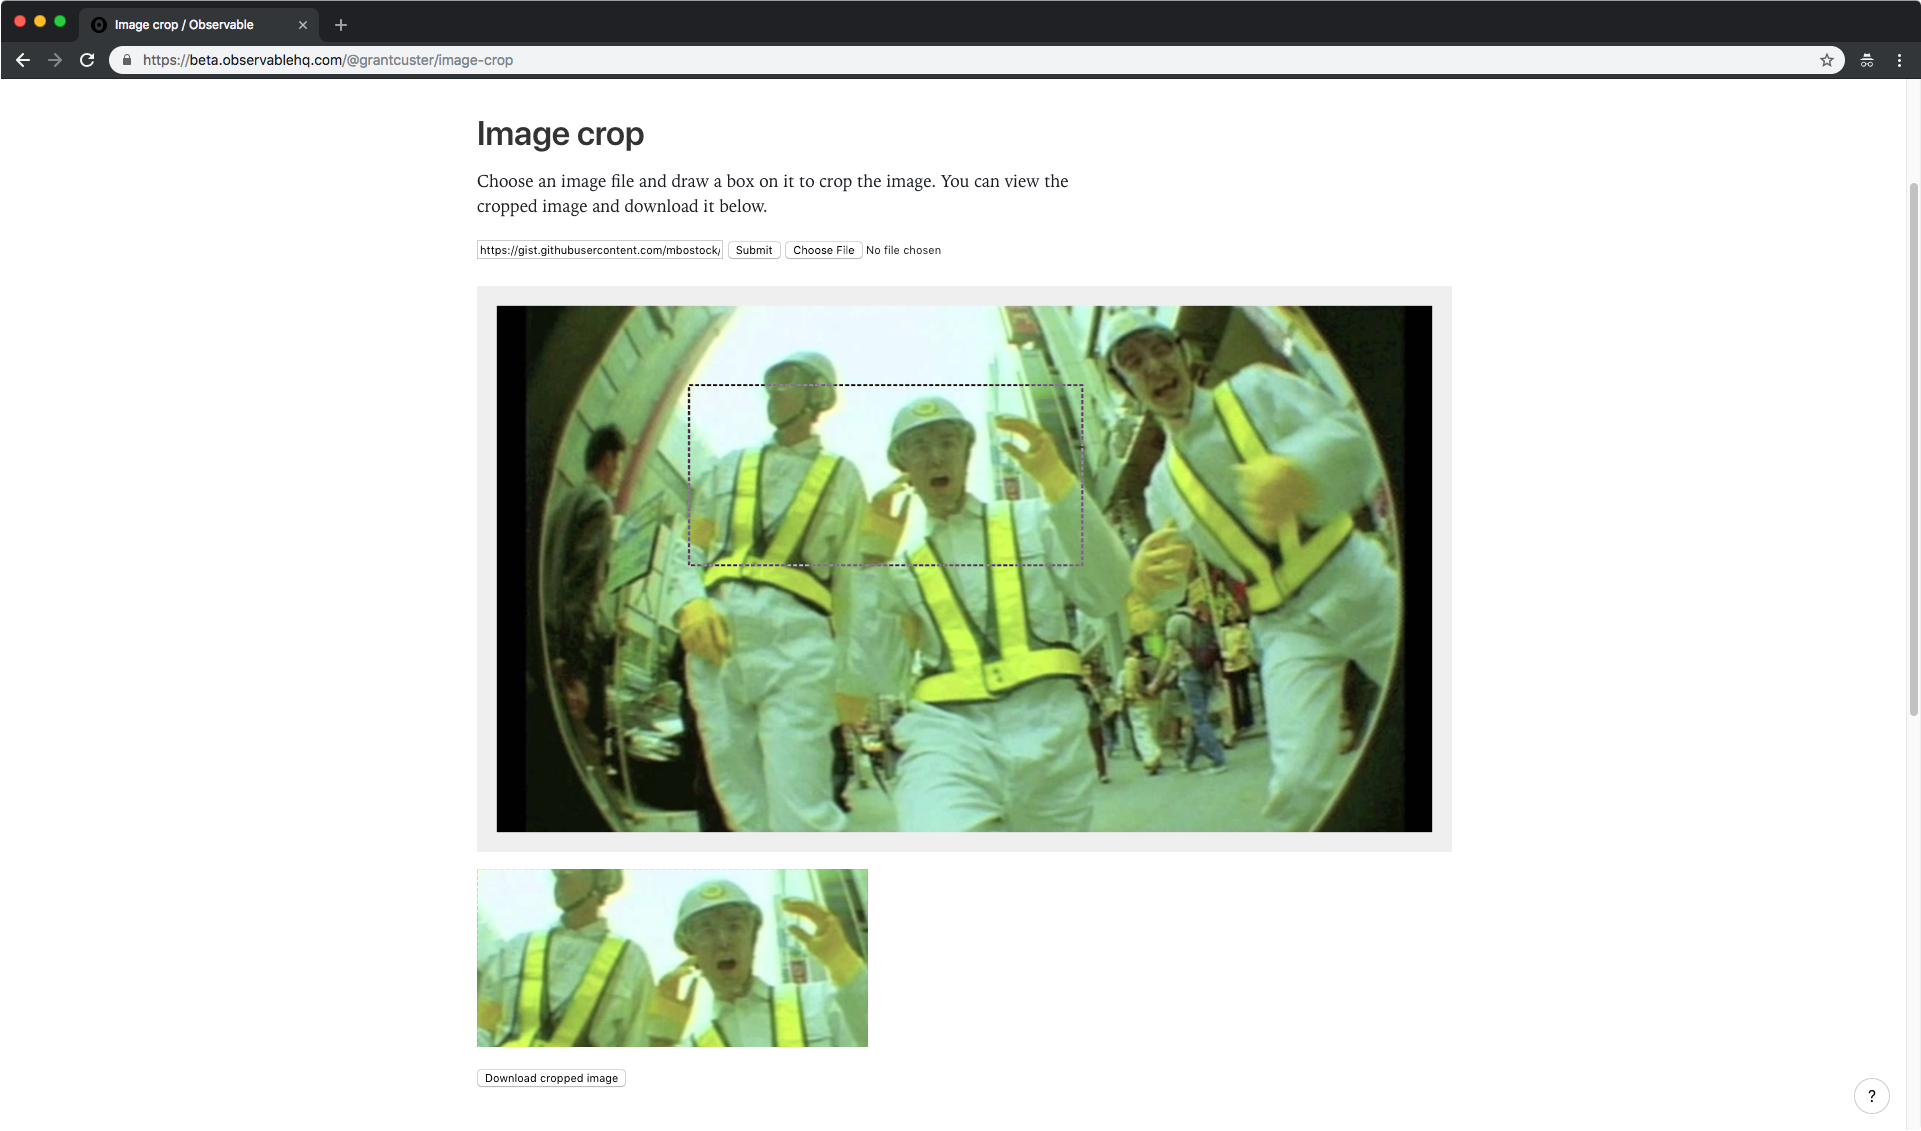 Image crop / Observable
https://beta.observablehq.com/@grantcuster/image-crop
Image crop
Choose an image file and draw a box on it to crop the image. You can view the
cropped image and download it below.
https://gist.githubusercontent.com/mbostock/ Submit Choose File No file chosen
Download cropped image
?